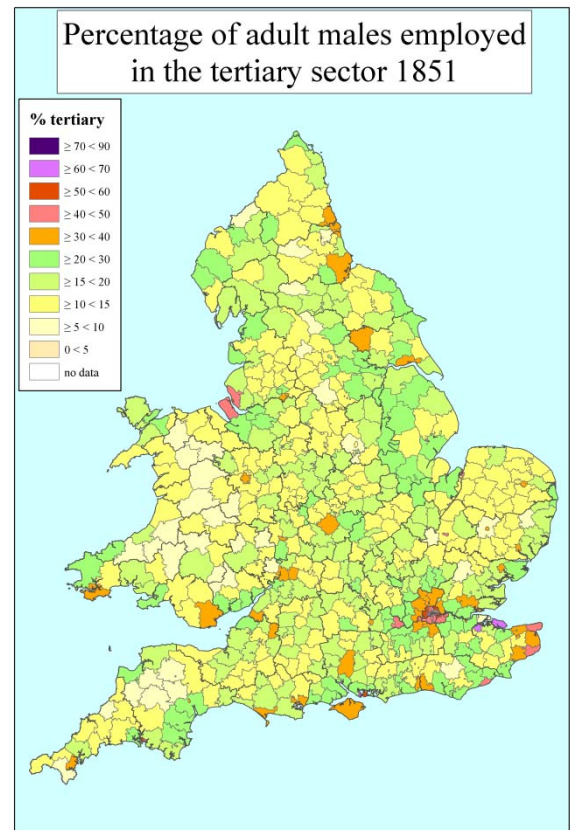 Percentage of adult males employed
in the tertiary sector 1851
% tertiary
≥ 70 < 90
≥ 60 < 70
≥ 50 < 60
≥ 40 < 50
≥ 30 < 40
≥ 20 < 30
≥ 15 < 20
≥ 10 < 15
≥ 5 < 10
0 < 5
no data